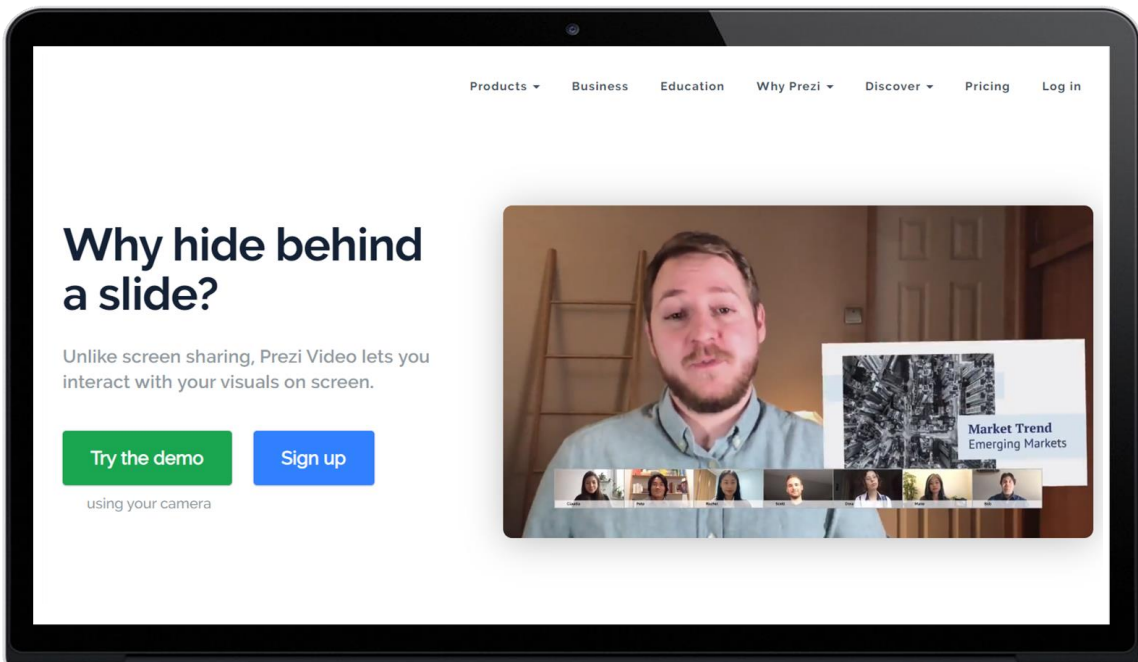 Products
Business
Education
Why Prezi
Discover
Pricing
Log in
Why hide behind
a slide?
Unlike screen sharing, Prezi Video lets you
interact with your visuals on screen.
Try the demo
Sign up
using your camera
Market Trend
Emerging Markets